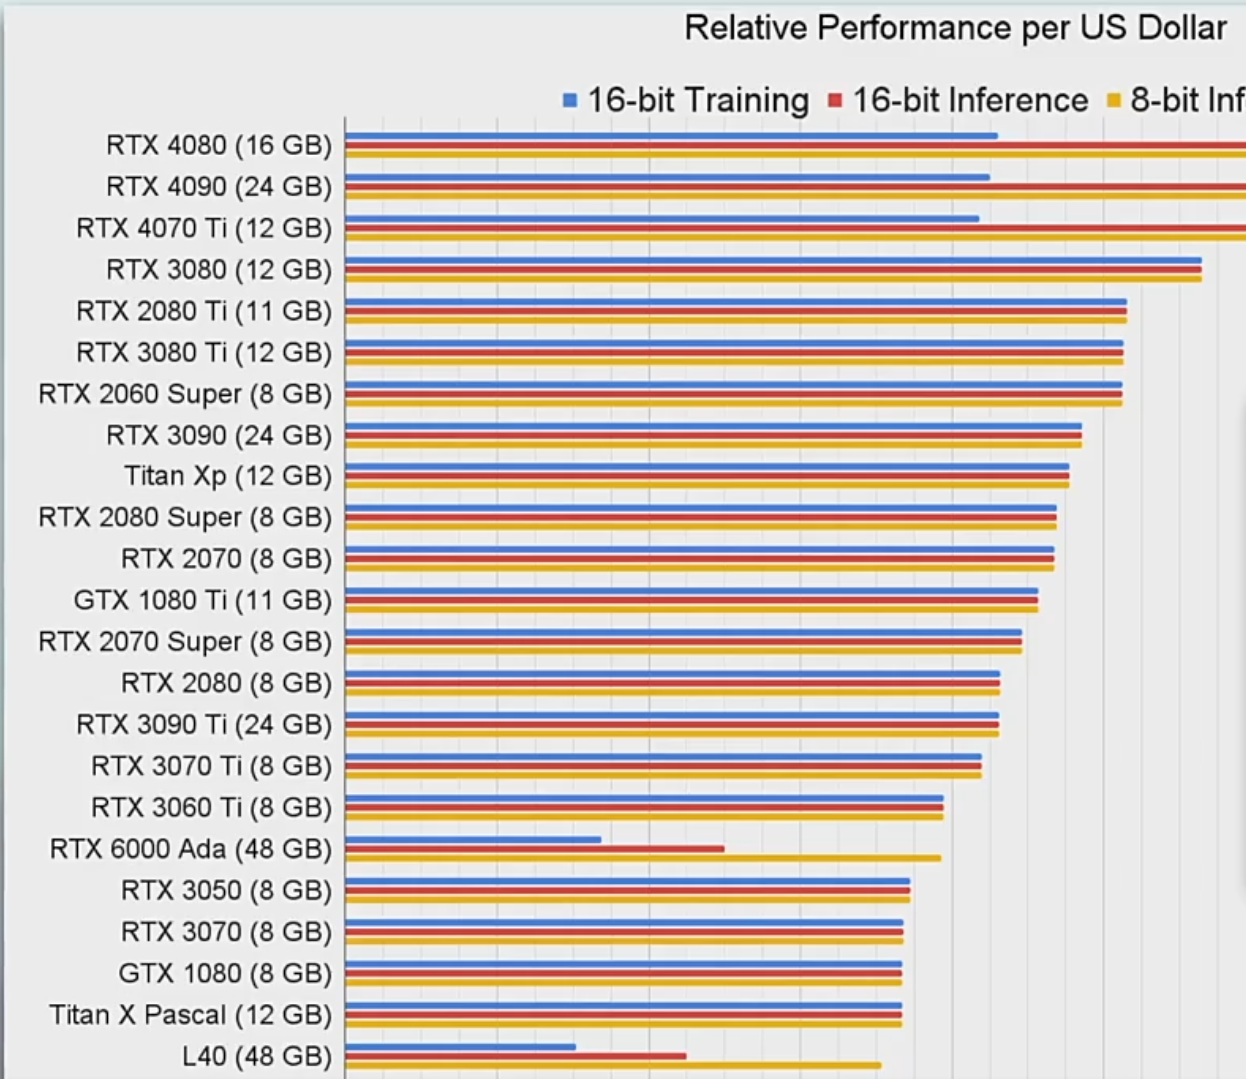 Relative Performance per US Dollar
16-bit Training 16-bit Inference 8-bit Inf
RTX 4080 (16 GB)
RTX 4090 (24 GB)
RTX 4070 Ti (12 GB)
RTX 3080 (12 GB)
RTX 2080 Ti (11 GB)
RTX 3080 Ti (12 GB)
RTX 2060 Super (8 GB)
RTX 3090 (24 GB)
Titan Xp (12 GB)
RTX 2080 Super (8 GB)
RTX 2070 (8 GB)
GTX 1080 Ti (11 GB)
RTX 2070 Super (8 GB)
RTX 2080 (8 GB)
RTX 3090 Ti (24 GB)
RTX 3070 Ti (8 GB)
RTX 3060 Ti (8 GB)
RTX 6000 Ada (48 GB)
RTX 3050 (8 GB)
RTX 3070 (8 GB)
GTX 1080 (8 GB)
Titan X Pascal (12 GB)
L40 (48 GB)